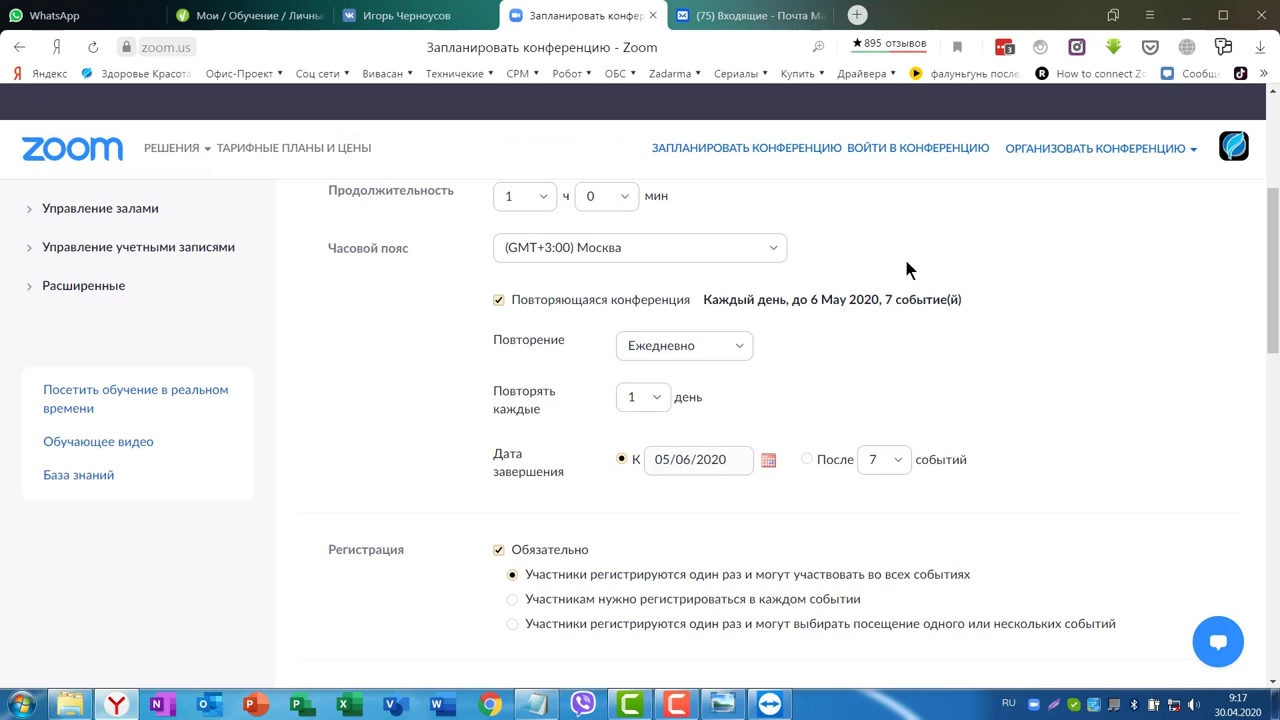 WhatsApp
Мои / Обучение / Личны
Игорь Черноусов
Запланировать конфер
(75) Входящие - Почта Ма
zoom.us
Запланировать конференцию - Zoom
★895 отзывов
3
Яндекс
Здоровье Красота
Офис-Проект
Соц сети
Вивасан
Технические
СРМ
Робот
ОБС
Zadarma
Сериалы
Купить
Драйвера
фалуньгунь после
How to connect Zo
Сообщ
zoom
РЕШЕНИЯ
ТАРИФНЫЕ ПЛАНЫ И ЦЕНЫ
ЗАПЛАНИРОВАТЬ КОНФЕРЕНЦИЮ
ВОЙТИ В КОНФЕРЕНЦИЮ
ОРГАНИЗОВАТЬ КОНФЕРЕНЦИЮ
Управление залами
Управление учетными записями
Расширенные
Посетить обучение в реальном
времени
Обучающее видео
База знаний
Продолжительность
1 ч 0 мин
Часовой пояс
(GMT+3:00) Москва
Повторяющаяся конференция Каждый день, до 6 May 2020, 7 событие(й)
Повторение
Ежедневно
Повторять
каждые
1 день
Дата
завершения
К 05/06/2020
После 7 событий
Регистрация
Обязательно
Участники регистрируются один раз и могут участвовать во всех событиях
Участникам нужно регистрироваться в каждом событии
Участники регистрируются один раз и могут выбирать посещение одного или нескольких событий
RU
9:17
30.04.2020